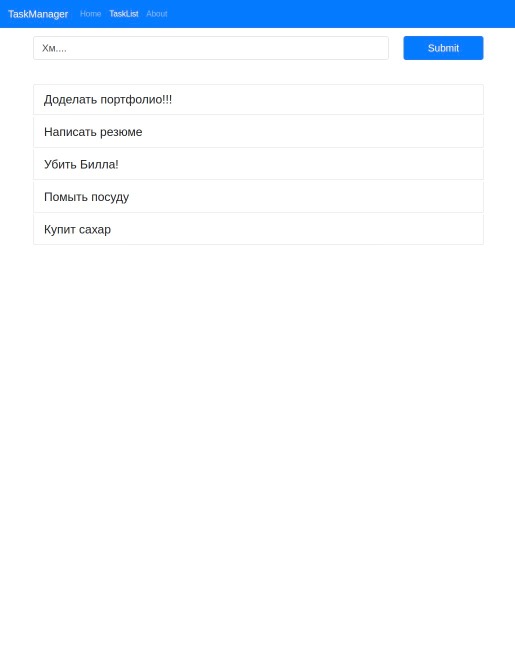 TaskManager Home TaskList About
Хм.... Submit
Доделать портфолио!!!
Написать резюме
Убить Билла!
Помыть посуду
Купит сахар